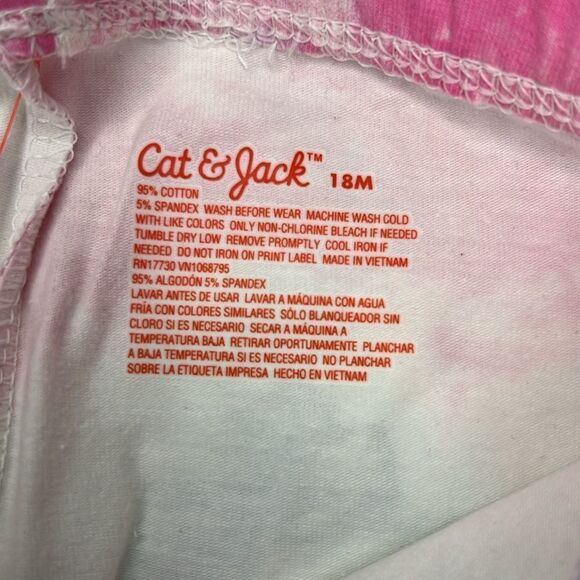 Cat & Jack™ 18M
95% COTTON
5% SPANDEX WASH BEFORE WEAR MACHINE WASH COLD
WITH LIKE COLORS ONLY NON-CHLORINE BLEACH IF NEEDED
TUMBLE DRY LOW REMOVE PROMPTLY COOL IRON IF
NEEDED DO NOT IRON ON PRINT LABEL MADE IN VIETNAM
RN17730 VN1068795
95% ALGODÓN 5% SPANDEX
LAVAR ANTES DE USAR LAVAR A MÁQUINA CON AGUA
FRÍA CON COLORES SIMILARES SÓLO BLANQUEADOR SIN
CLORO SI ES NECESARIO SECAR A MÁQUINA A
TEMPERATURA BAJA RETIRAR OPORTUNAMENTE PLANCHAR
A BAJA TEMPERATURA SI ES NECESARIO NO PLANCHAR
SOBRE LA ETIQUETA IMPRESA HECHO EN VIETNAM